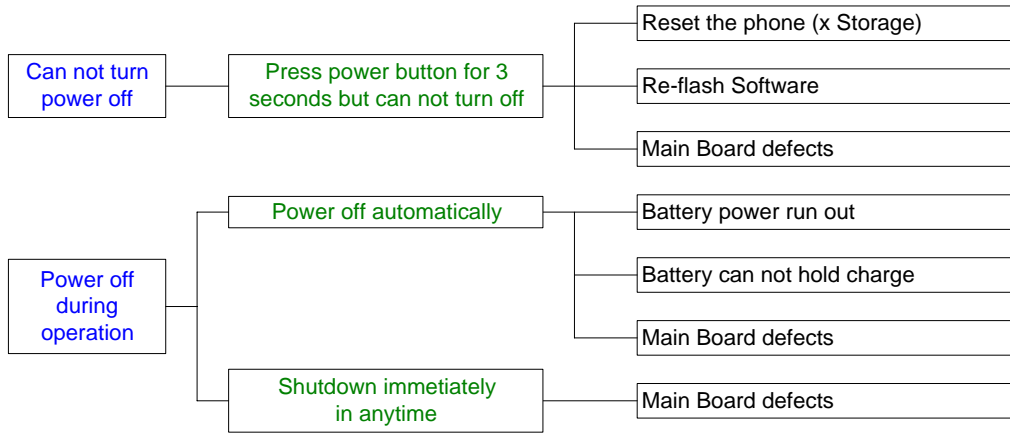 Can not turn
power off
Press power button for 3
seconds but can not turn off
Reset the phone (x Storage)
Re-flash Software
Main Board defects
Power off
during
operation
Power off automatically
Battery power run out
Battery can not hold charge
Main Board defects
Shutdown immetiately
in anytime
Main Board defects